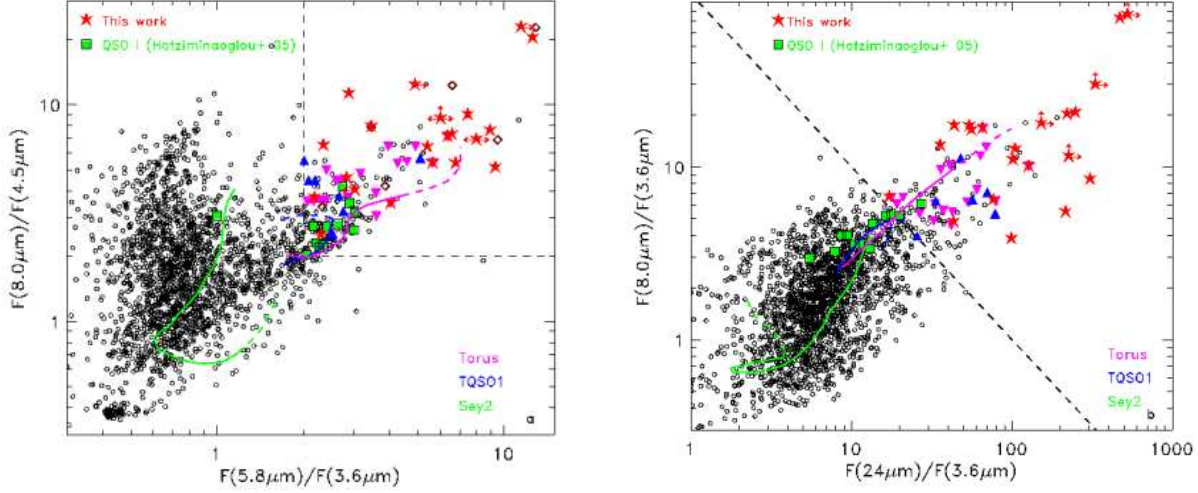 This work
QSO I (Hatziminaoglou+ 05)
10
1
F(8.0μm)/F(4.5μm)
Torus
TQSO1
Sey2
a
1
10
F(5.8μm)/F(3.6μm)
This work
QSO I (Hatziminaoglou+ 05)
10
1
F(8.0μm)/F(3.6μm)
Torus
TQSO1
Sey2
b
1
10
100
1000
F(24μm)/F(3.6μm)